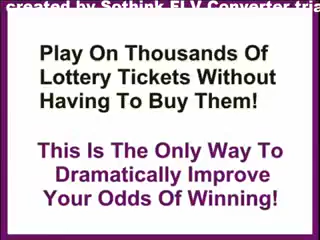 created by Sothink FLV Converter tria
Play On Thousands Of
Lottery Tickets Without
Having To Buy Them!
This Is The Only Way To
Dramatically Improve
Your Odds Of Winning!